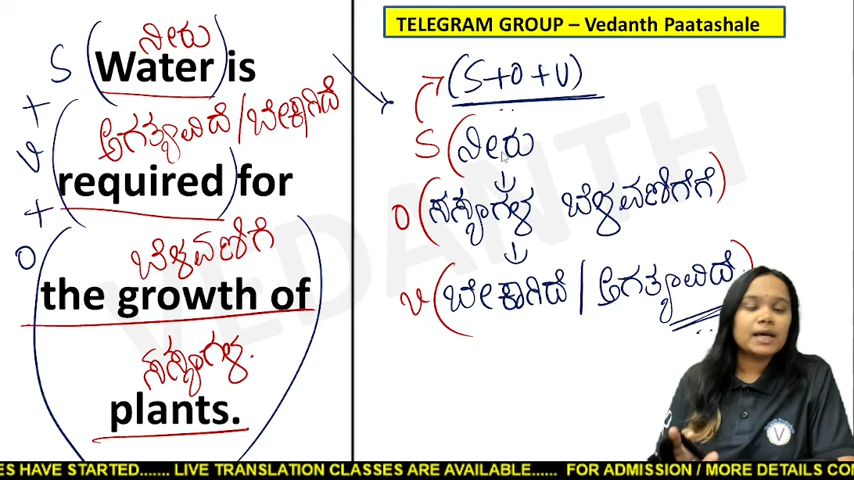 TELEGRAM GROUP – Vedanth Paatashale
ನೀರು
S (Water) is
+
ಅಗತ್ಯವಿದೆ / ಬೇಕಾಗಿದೆ
V (required) for
+
ಬೆಳವಣಿಗೆ
O (the growth of
ಸಸ್ಯಗಳ.
plants.)
(S+O+V)
S (ನೀರು
O (ಸಸ್ಯಗಳ ಬೆಳವಣಿಗೆಗೆ)
V (ಬೇಕಾಗಿದೆ / ಅಗತ್ಯವಿದೆ)
VEDANTH
V
ES HAVE STARTED....... LIVE TRANSLATION CLASSES ARE AVAILABLE...... FOR ADMISSION / MORE DETAILS CO